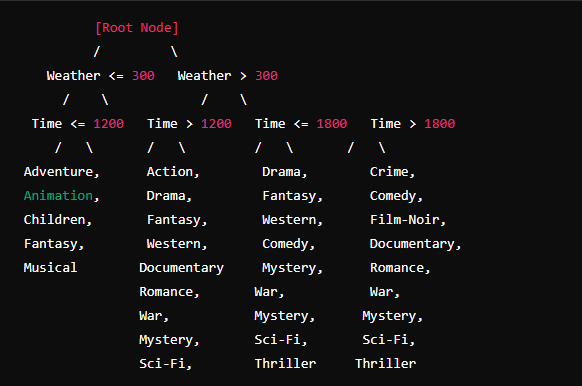 [Root Node]
/ \
Weather <= 300 Weather > 300
/ \ / \
Time <= 1200 Time > 1200 Time <= 1800 Time > 1800
/ \ / \ / \ / \
Adventure, Action, Drama, Crime,
Animation, Drama, Fantasy, Comedy,
Children, Fantasy, Western, Film-Noir,
Fantasy, Western, Comedy, Documentary,
Musical Documentary Mystery, Romance,
Romance, War, War,
War, Mystery, Mystery,
Mystery, Sci-Fi, Sci-Fi,
Sci-Fi, Thriller Thriller